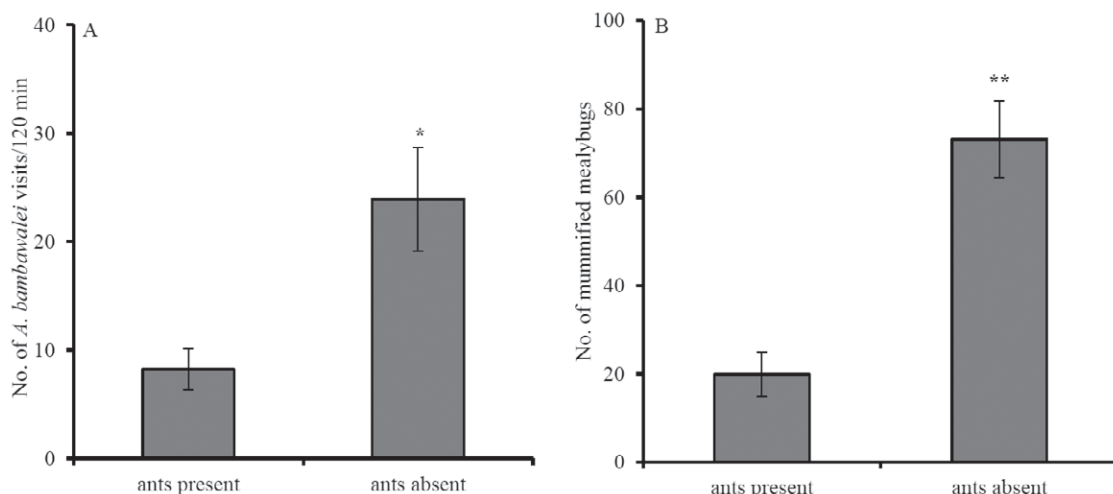 A
No. of A. bambawalei visits/120 min
40
30
20
10
0
*
ants present
ants absent
B
No. of mummified mealybugs
100
80
60
40
20
0
**
ants present
ants absent